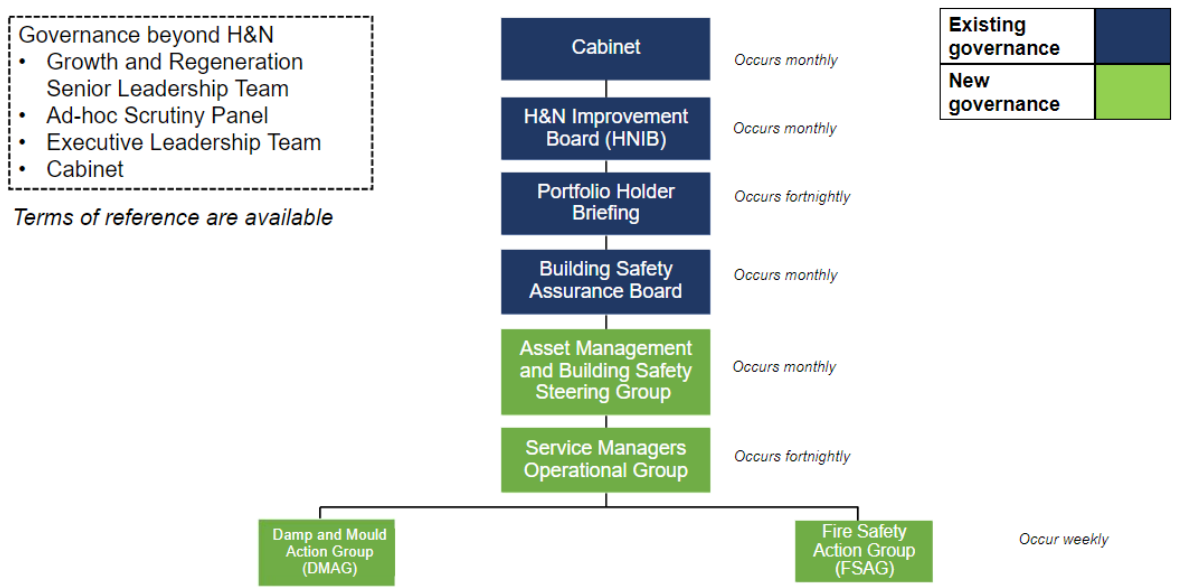 Governance beyond H&N
• Growth and Regeneration
Senior Leadership Team
• Ad-hoc Scrutiny Panel
• Executive Leadership Team
• Cabinet
Terms of reference are available
Existing
governance
New
governance
Cabinet
Occurs monthly
H&N Improvement
Board (HNIB)
Occurs monthly
Portfolio Holder
Briefing
Occurs fortnightly
Building Safety
Assurance Board
Occurs monthly
Asset Management
and Building Safety
Steering Group
Occurs monthly
Service Managers
Operational Group
Occurs fortnightly
Damp and Mould
Action Group
(DMAG)
Fire Safety
Action Group
(FSAG)
Occur weekly